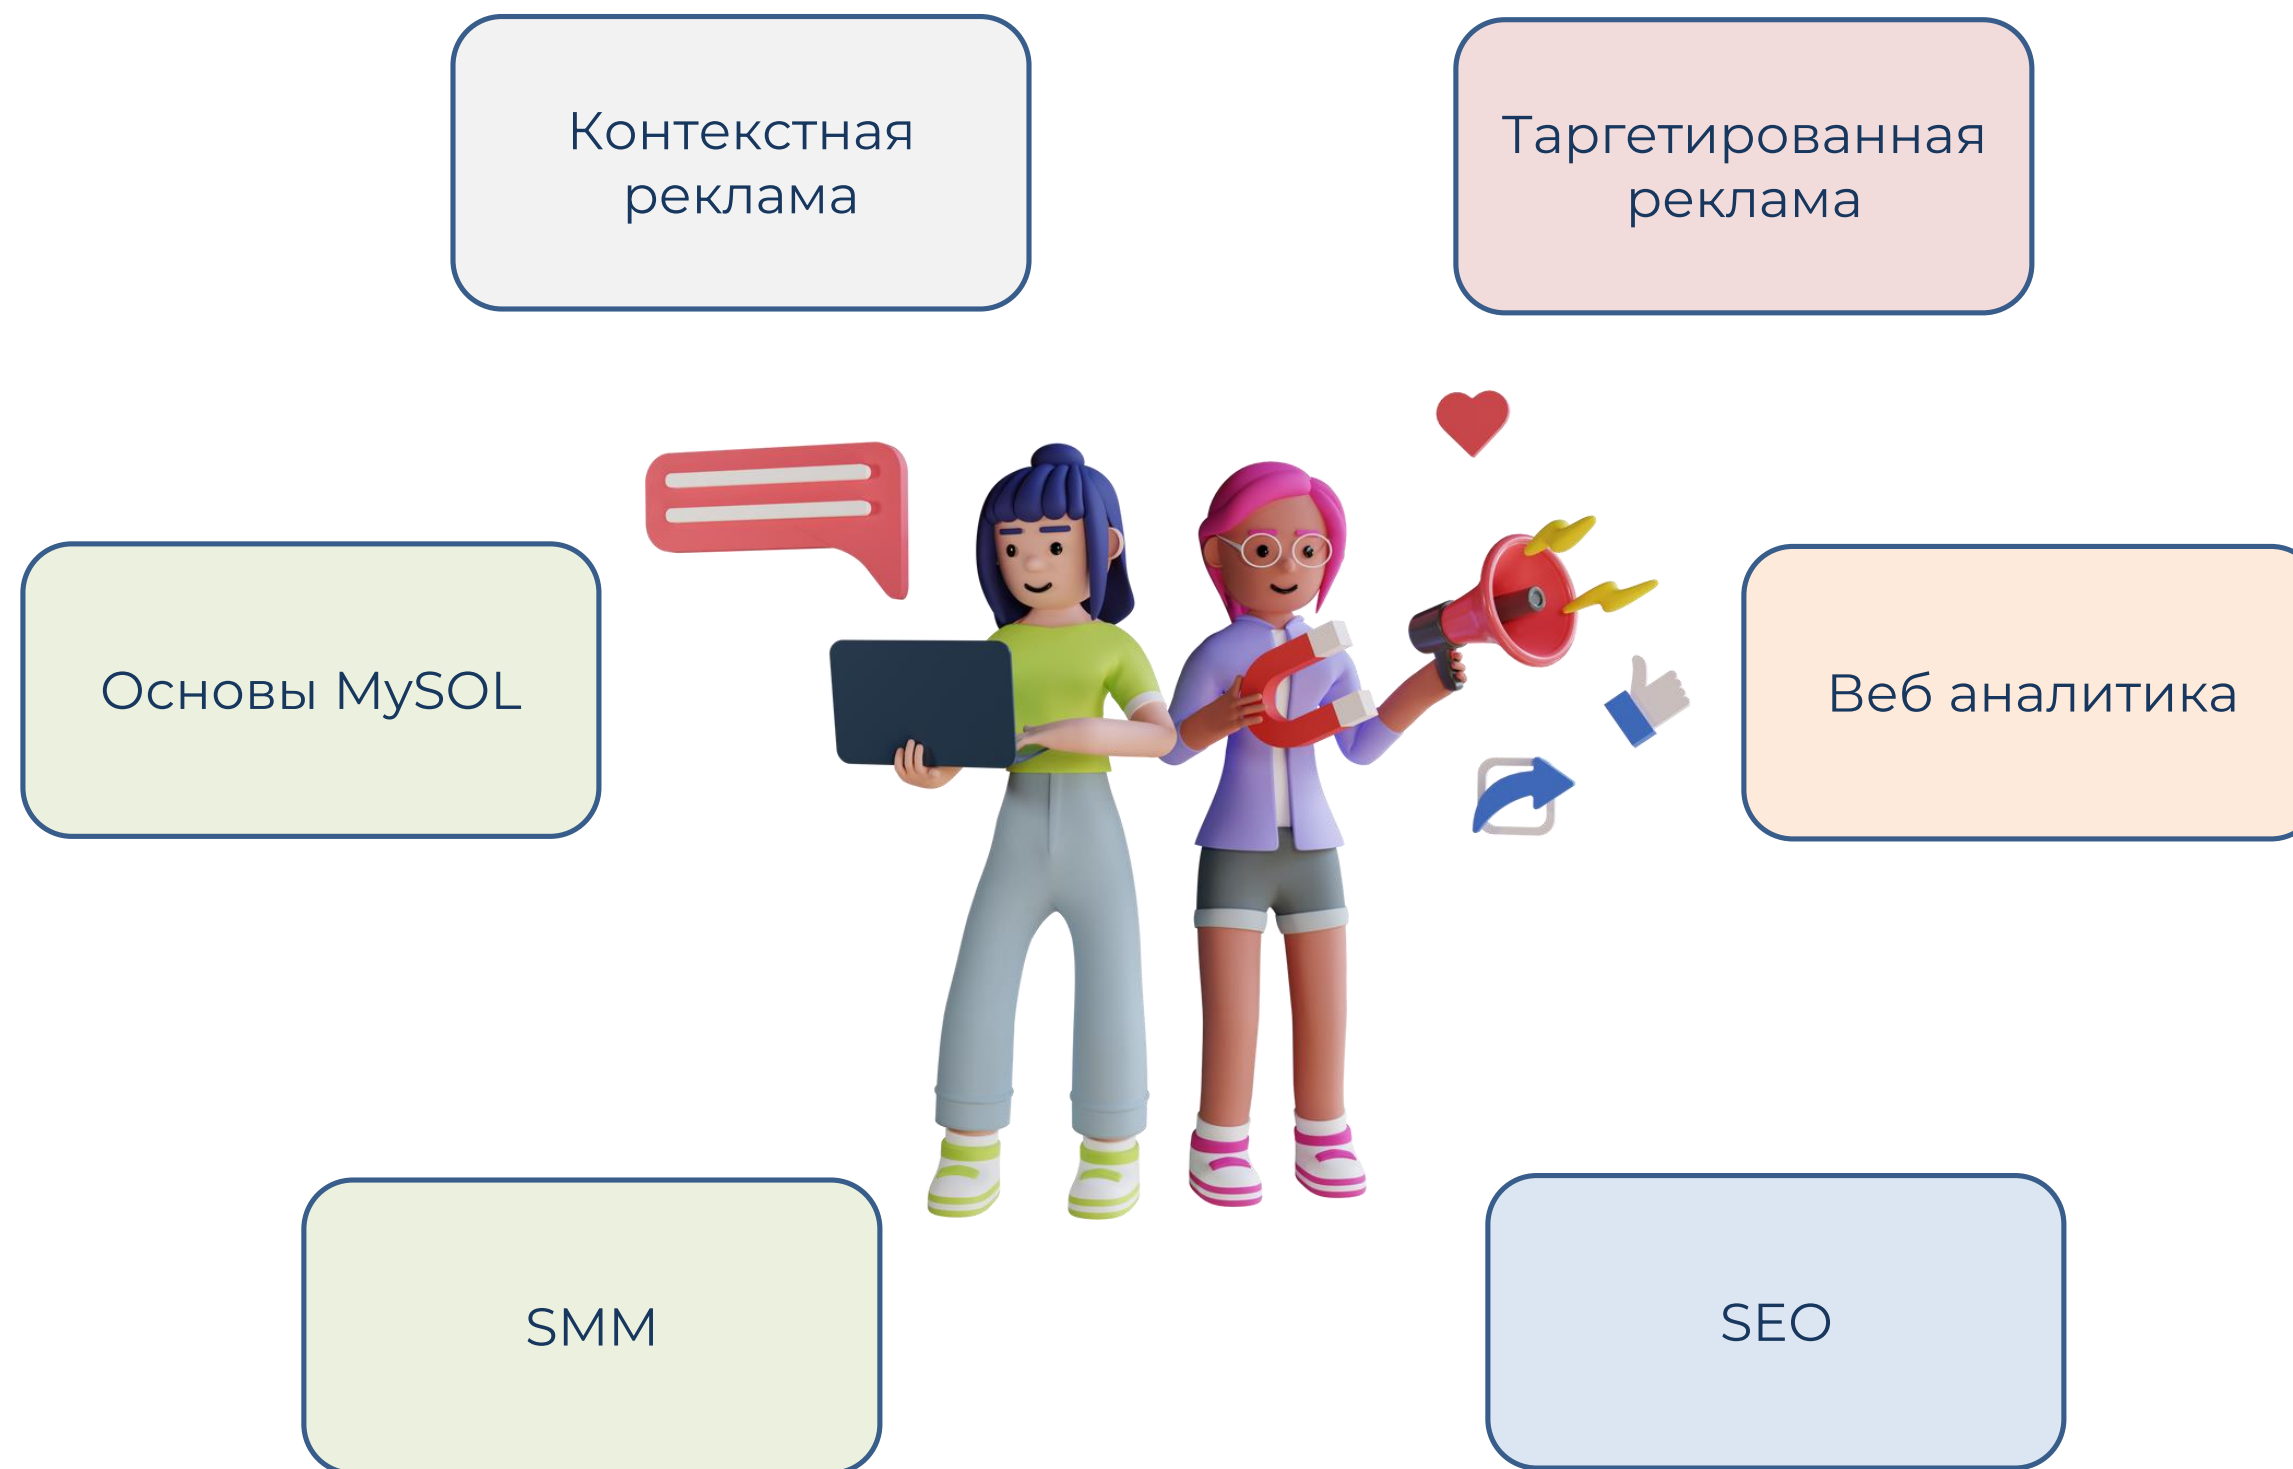 Контекстная
реклама
Таргетированная
реклама
Основы MySOL
Веб аналитика
SMM
SEO